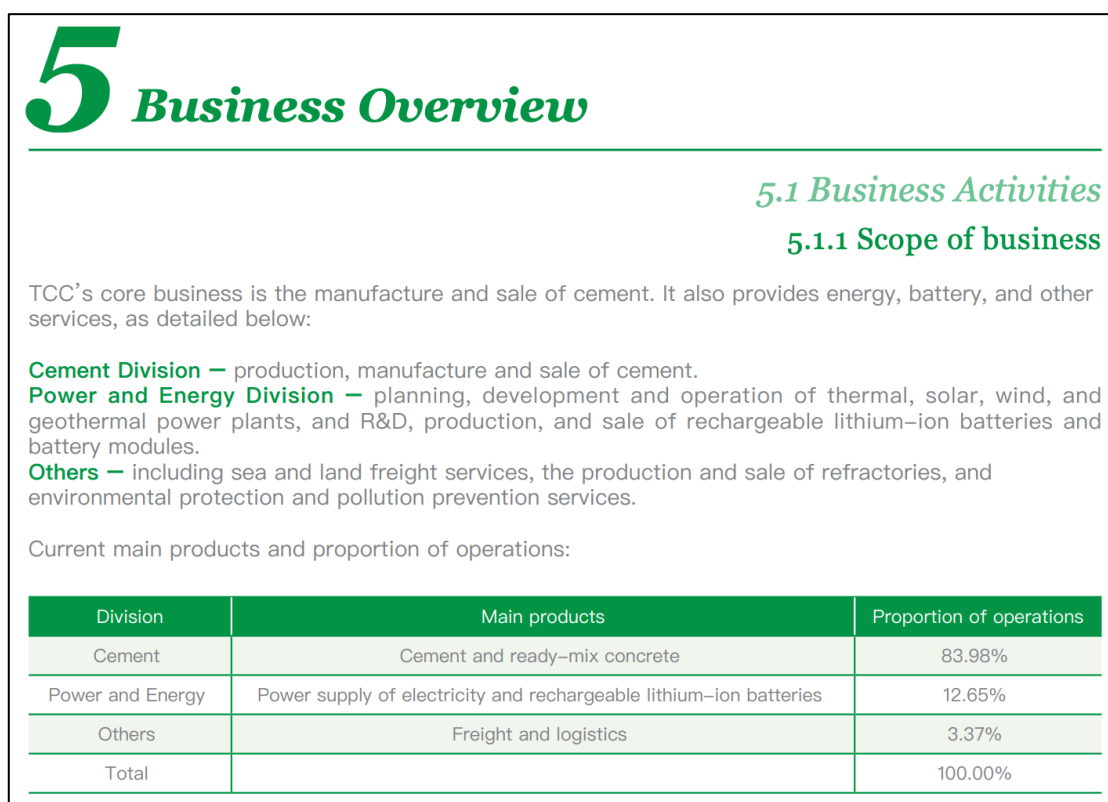 5 Business Overview
5.1 Business Activities
5.1.1 Scope of business
TCC's core business is the manufacture and sale of cement. It also provides energy, battery, and other
services, as detailed below:
Cement Division – production, manufacture and sale of cement.
Power and Energy Division – planning, development and operation of thermal, solar, wind, and
geothermal power plants, and R&D, production, and sale of rechargeable lithium–ion batteries and
battery modules.
Others – including sea and land freight services, the production and sale of refractories, and
environmental protection and pollution prevention services.
Current main products and proportion of operations:
Division Main products Proportion of operations
Cement Cement and ready–mix concrete 83.98%
Power and Energy Power supply of electricity and rechargeable lithium–ion batteries 12.65%
Others Freight and logistics 3.37%
Total 100.00%